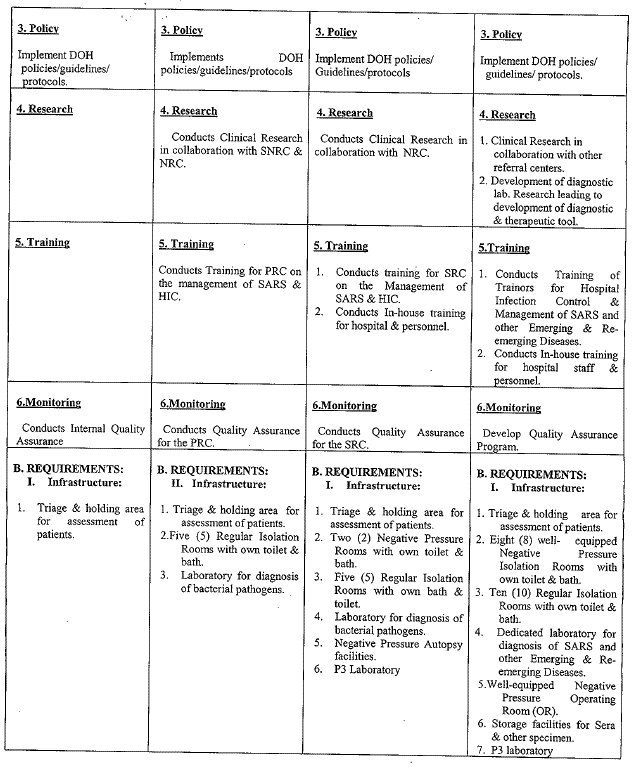 3. Policy
Implement DOH
policies/guidelines/
protocols.
3. Policy
Implements DOH
policies/guidelines/protocols
3. Policy
Implement DOH policies/
Guidelines/protocols
3. Policy
Implement DOH policies/
guidelines/ protocols.
4. Research
4. Research
Conducts Clinical Research
in collaboration with SNRC &
NRC.
4. Research
Conducts Clinical Research in
collaboration with NRC.
4. Research
1. Clinical Research in
collaboration with other
referral centers.
2. Development of diagnostic
lab. Research leading to
development of diagnostic
& therapeutic tool.
5. Training
5. Training
Conducts Training for PRC on
the management of SARS &
HIC.
5. Training
1. Conducts training for SRC
on the Management of
SARS & HIC.
2. Conducts In-house training
for hospital & personnel.
5.Training
1. Conducts Training of
Trainors for Hospital
Infection Control &
Management of SARS and
other Emerging & Re-
emerging Diseases.
2. Conducts In-house training
for hospital staff &
personnel.
6.Monitoring
Conducts Internal Quality
Assurance
6.Monitoring
Conducts Quality Assurance
for the PRC.
6.Monitoring
Conducts Quality Assurance
for the SRC.
6.Monitoring
Develop Quality Assurance
Program.
B. REQUIREMENTS:
I. Infrastructure:
1. Triage & holding area
for assessment of
patients.
B. REQUIREMENTS:
II. Infrastructure:
1. Triage & holding area for
assessment of patients.
2.Five (5) Regular Isolation
Rooms with own toilet &
bath.
3. Laboratory for diagnosis
of bacterial pathogens.
B. REQUIREMENTS:
I. Infrastructure:
1. Triage & holding area for
assessment of patients.
2. Two (2) Negative Pressure
Rooms with own toilet &
bath.
3. Five (5) Regular Isolation
Rooms with own bath &
toilet.
4. Laboratory for diagnosis of
bacterial pathogens.
5. Negative Pressure Autopsy
facilities.
6. P3 Laboratory
B. REQUIREMENTS:
I. Infrastructure:
1. Triage & holding area for
assessment of patients.
2. Eight (8) well- equipped
Negative Pressure
Isolation Rooms with
own toilet & bath.
3. Ten (10) Regular Isolation
Rooms with own toilet &
bath.
4. Dedicated laboratory for
diagnosis of SARS and
other Emerging & Re-
emerging Diseases.
5.Well-equipped Negative
Pressure Operating
Room (OR).
6. Storage facilities for Sera
& other specimen.
7. P3 laboratory